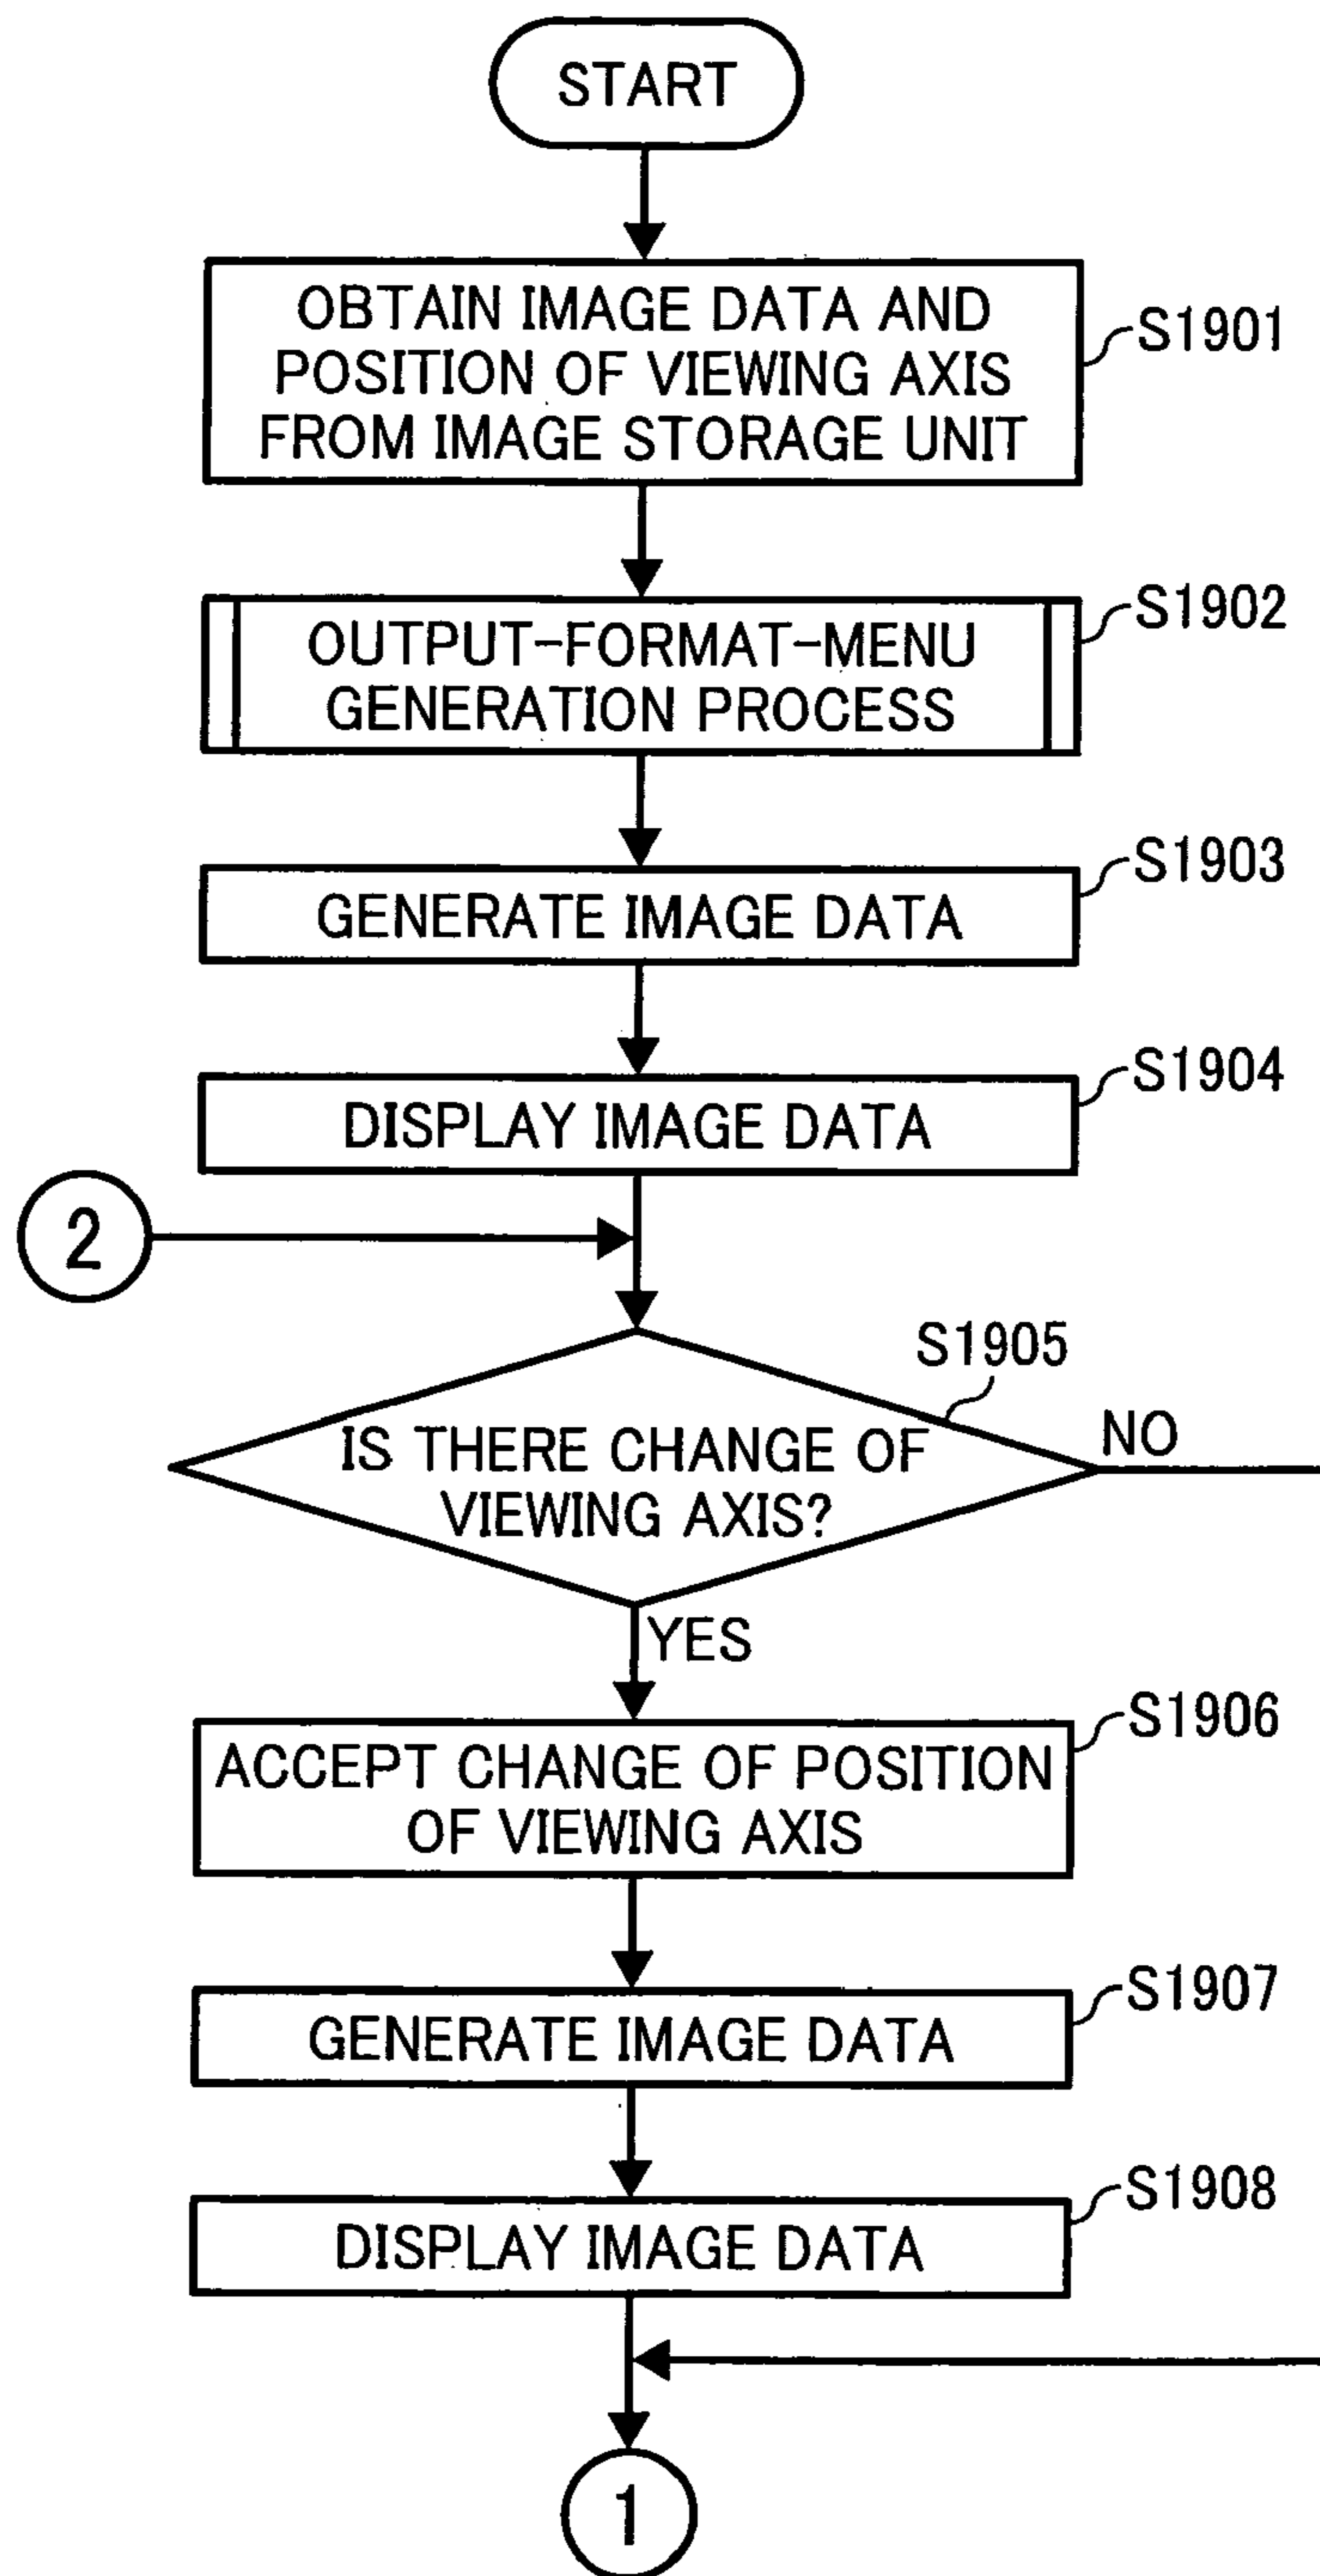 START
OBTAIN IMAGE DATA AND
POSITION OF VIEWING AXIS
FROM IMAGE STORAGE UNIT
S1901
OUTPUT-FORMAT-MENU
GENERATION PROCESS
S1902
GENERATE IMAGE DATA
S1903
DISPLAY IMAGE DATA
S1904
2
IS THERE CHANGE OF
VIEWING AXIS?
S1905
NO
YES
ACCEPT CHANGE OF POSITION
OF VIEWING AXIS
S1906
GENERATE IMAGE DATA
S1907
DISPLAY IMAGE DATA
S1908
1